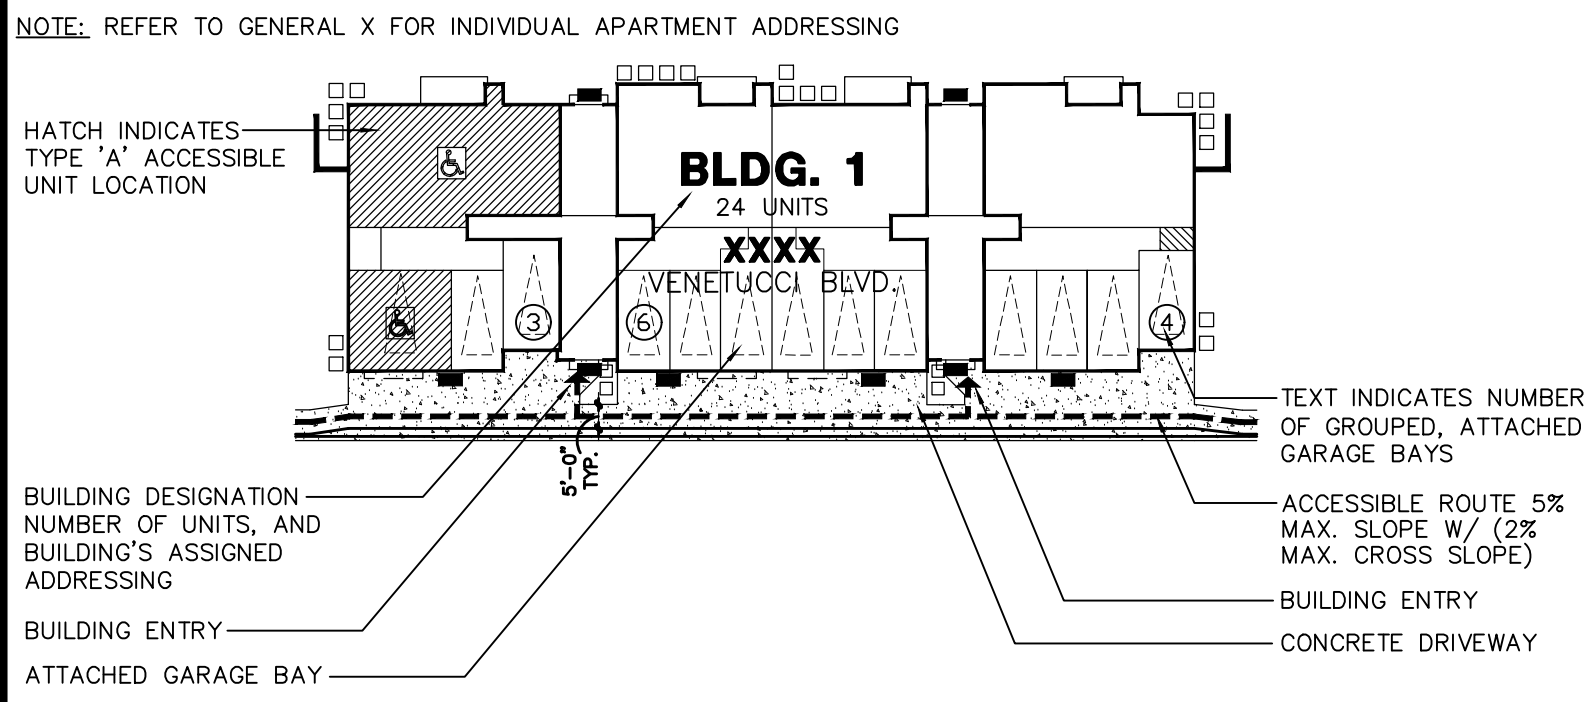 NOTE: REFER TO GENERAL X FOR INDIVIDUAL APARTMENT ADDRESSING
HATCH INDICATES
TYPE 'A' ACCESSIBLE
UNIT LOCATION
BLDG. 1
24 UNITS
XXXX
VENETUCCI BLVD.
3
6
4
5'-0"
TYP.
BUILDING DESIGNATION
NUMBER OF UNITS, AND
BUILDING'S ASSIGNED
ADDRESSING
BUILDING ENTRY
ATTACHED GARAGE BAY
TEXT INDICATES NUMBER
OF GROUPED, ATTACHED
GARAGE BAYS
ACCESSIBLE ROUTE 5%
MAX. SLOPE W/ (2%
MAX. CROSS SLOPE)
BUILDING ENTRY
CONCRETE DRIVEWAY